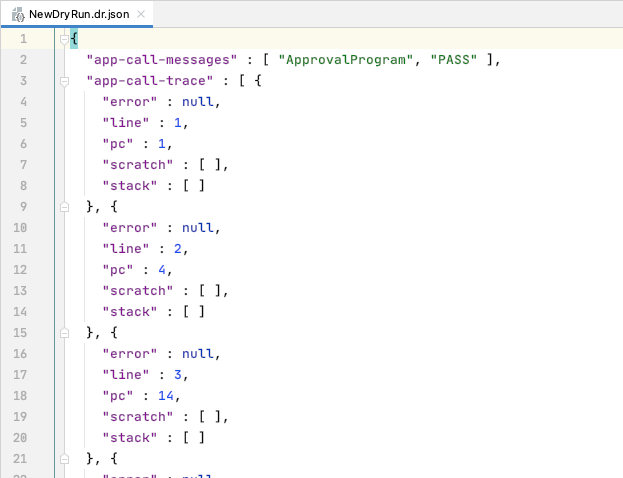 NewDryRun.dr.json
1 {
2 "app-call-messages" : [ "ApprovalProgram", "PASS" ],
3 "app-call-trace" : [ {
4 "error" : null,
5 "line" : 1,
6 "pc" : 1,
7 "scratch" : [ ],
8 "stack" : [ ]
9 }, {
10 "error" : null,
11 "line" : 2,
12 "pc" : 4,
13 "scratch" : [ ],
14 "stack" : [ ]
15 }, {
16 "error" : null,
17 "line" : 3,
18 "pc" : 14,
19 "scratch" : [ ],
20 "stack" : [ ]
21 }, {